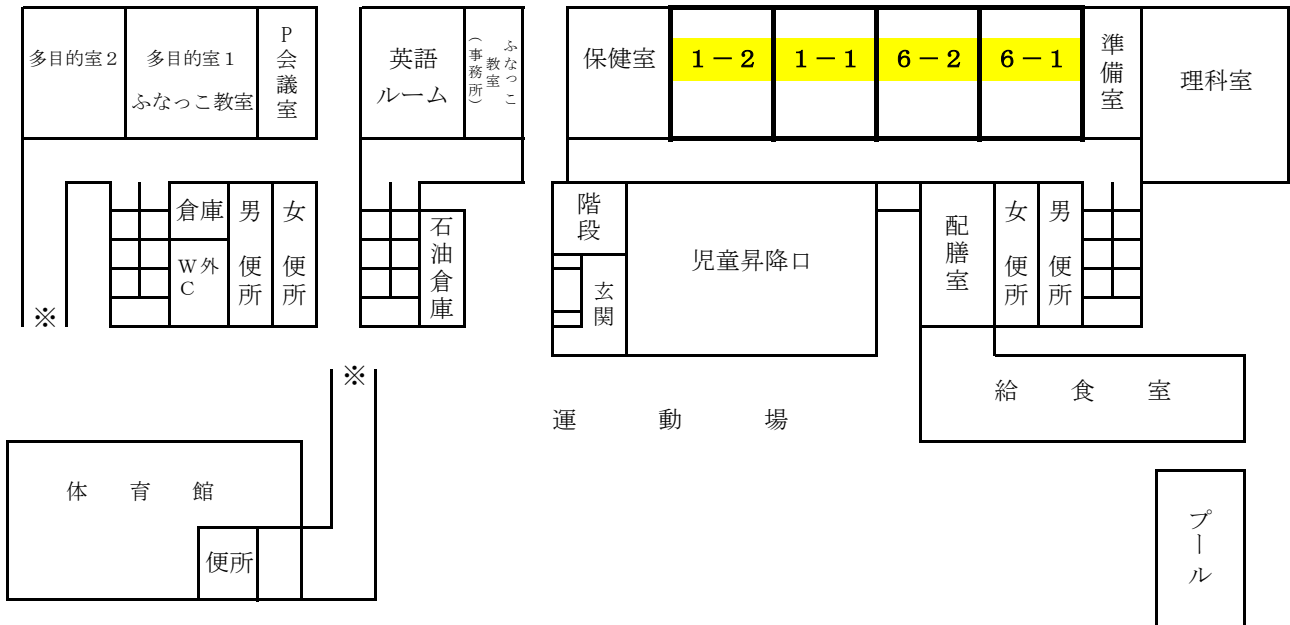 多目的室２
多目的室１
ふなっこ教室
Ｐ会議室
英語
ルーム
ふなっこ
教室
（事務所）
保健室
１－２
１－１
６－２
６－１
準備室
理科室
倉庫
Ｗ外
Ｃ
男便所
女便所
石油倉庫
階段
玄関
児童昇降口
配膳室
女便所
男便所
※
※
給食室
運動場
体育館
便所
プール